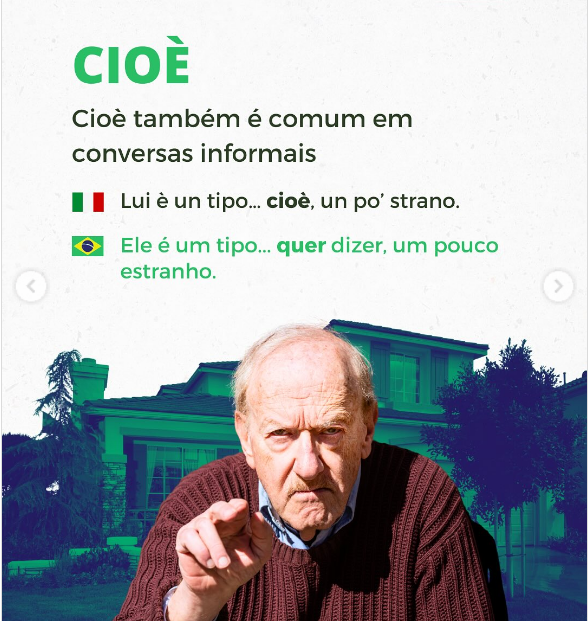 CIOÈ
Cioè também é comum em
conversas informais
Lui è un tipo... cioè, un po’ strano.
Ele é um tipo... quer dizer, um pouco
estranho.